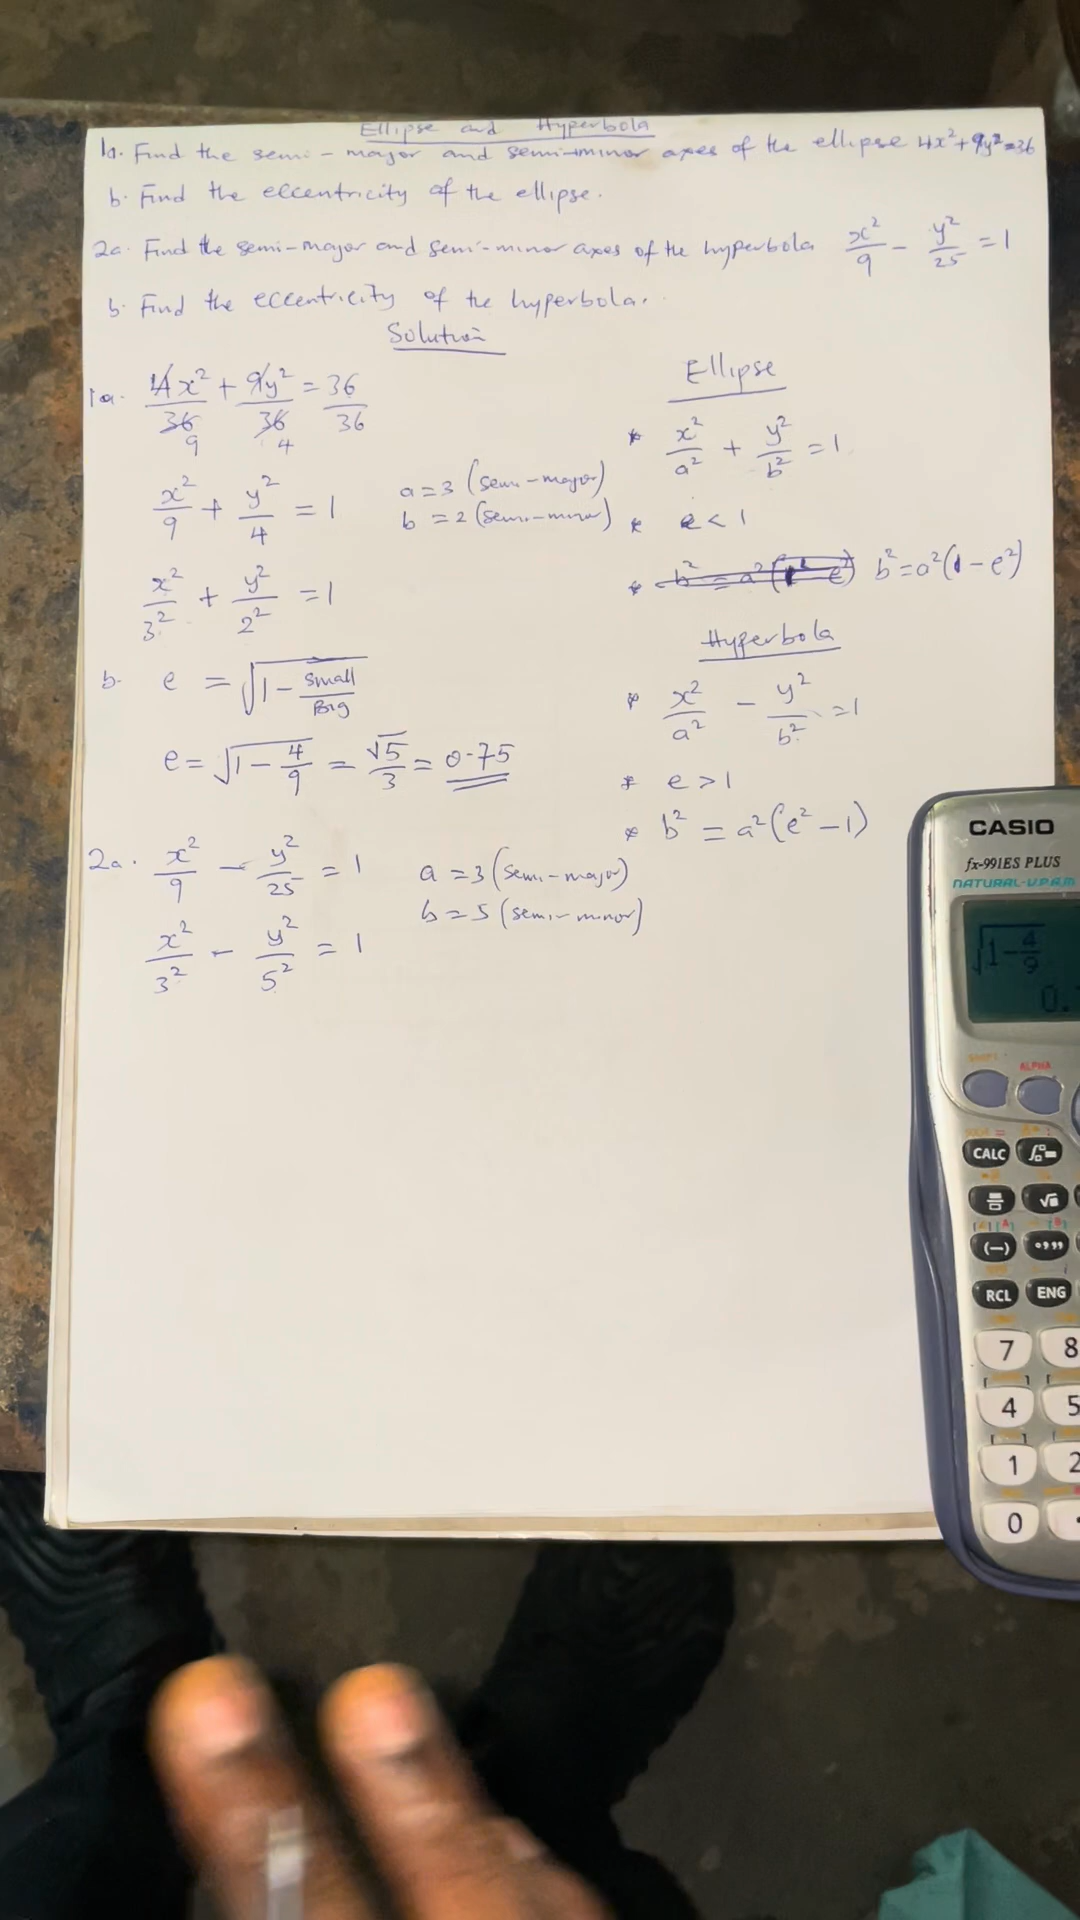 Ellipse and Hyperbola
1a. Find the semi-major and semi-minor axes of the ellipse 4x²+9y²=36
b. Find the eccentricity of the ellipse.
2a. Find the semi-major and semi-minor axes of the hyperbola x²/9 - y²/25 = 1
b. Find the eccentricity of the hyperbola.
Solution
1a. 4x²/36 + 9y²/36 = 36/36
9 4
x²/9 + y²/4 = 1
a=3 (semi-major)
b=2 (semi-minor)
x²/3² + y²/2² = 1
b. e = √(1 - Small/Big)
e = √(1 - 4/9) = √5/3 = 0.75
2a. x²/9 - y²/25 = 1
a=3 (semi-major)
b=5 (semi-minor)
x²/3² - y²/5² = 1
Ellipse
* x²/a² + y²/b² = 1
* e<1
* b²=a²(1-e²)
Hyperbola
* x²/a² - y²/b² = 1
* e>1
* b² = a²(e²-1)
CASIO
fx-991ES PLUS
NATURAL-V.P.A.M.
√(1-4/9)
0.
SHIFT ALPHA
CALC
(-) °'"
RCL ENG
7 8
4 5
1 2
0 .